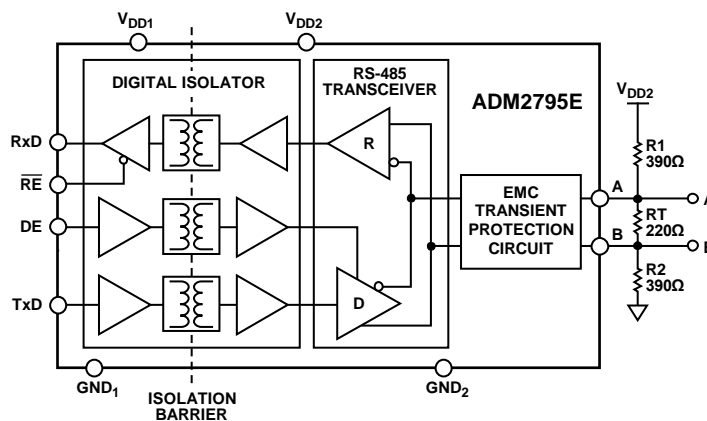 VDD1
VDD2
DIGITAL ISOLATOR
RS-485
TRANSCEIVER
ADM2795E
VDD2
RxD
R
R1
390Ω
RE
EMC
TRANSIENT
PROTECTION
CIRCUIT
A
A
DE
RT
220Ω
B
TxD
D
R2
390Ω
GND1
GND2
ISOLATION
BARRIER